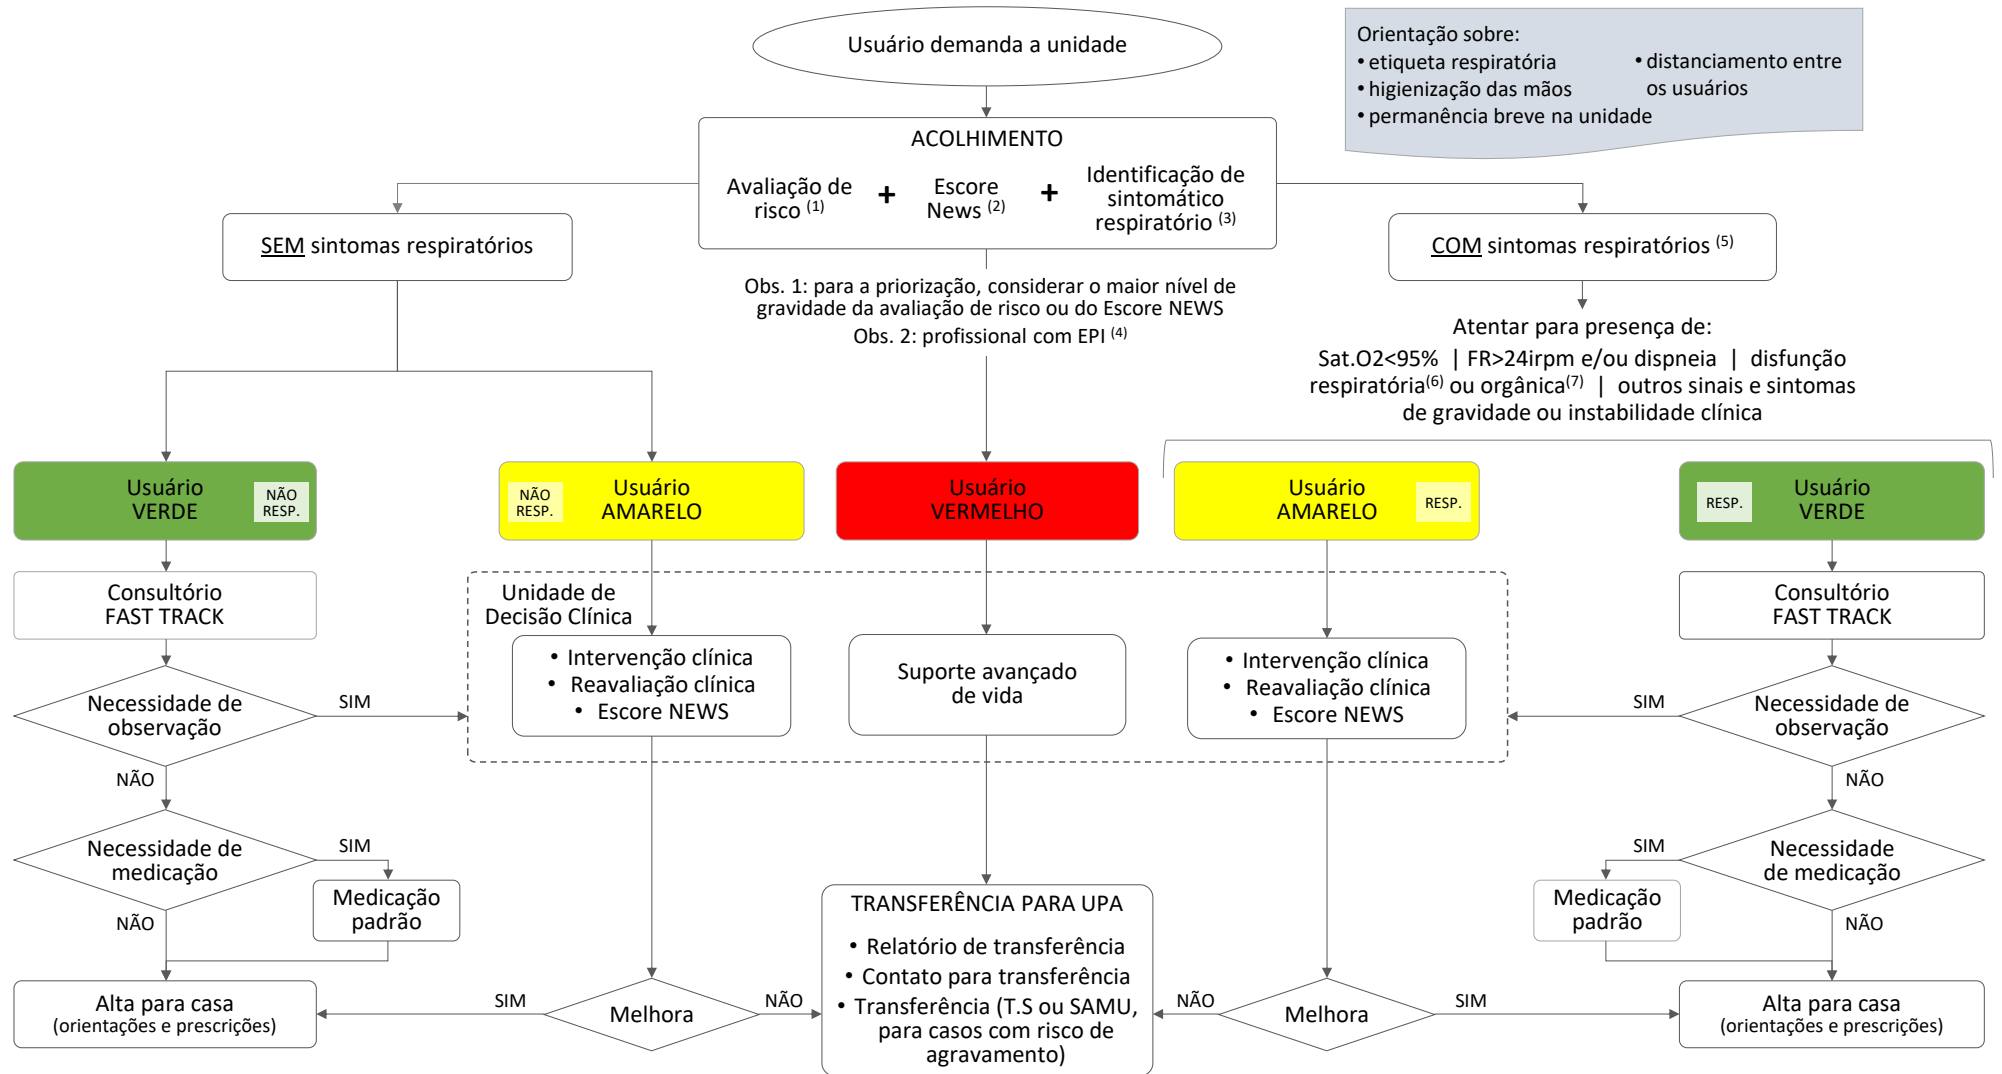 Usuário demanda a unidade
Orientação sobre:
• etiqueta respiratória
• higienização das mãos
• permanência breve na unidade
• distanciamento entre
os usuários
ACOLHIMENTO
Avaliação de
risco (1)
+
Escore
News (2)
+
Identificação de
sintomático
respiratório (3)
SEM sintomas respiratórios
COM sintomas respiratórios (5)
Obs. 1: para a priorização, considerar o maior nível de
gravidade da avaliação de risco ou do Escore NEWS
Obs. 2: profissional com EPI (4)
Atentar para presença de:
Sat.O2<95% | FR>24irpm e/ou dispneia | disfunção
respiratória(6) ou orgânica(7) | outros sinais e sintomas
de gravidade ou instabilidade clínica
Usuário
VERDE
NÃO
RESP.
NÃO
RESP.
Usuário
AMARELO
Usuário
VERMELHO
Usuário
AMARELO
RESP.
RESP.
Usuário
VERDE
Consultório
FAST TRACK
Unidade de
Decisão Clínica
• Intervenção clínica
• Reavaliação clínica
• Escore NEWS
Suporte avançado
de vida
• Intervenção clínica
• Reavaliação clínica
• Escore NEWS
Consultório
FAST TRACK
Necessidade de
observação
SIM
SIM
Necessidade de
observação
NÃO
NÃO
Necessidade de
medicação
SIM
Medicação
padrão
NÃO
SIM
Necessidade
de medicação
Medicação
padrão
NÃO
TRANSFERÊNCIA PARA UPA
• Relatório de transferência
• Contato para transferência
• Transferência (T.S ou SAMU,
para casos com risco de
agravamento)
Alta para casa
(orientações e prescrições)
SIM
Melhora
NÃO
NÃO
Melhora
SIM
Alta para casa
(orientações e prescrições)